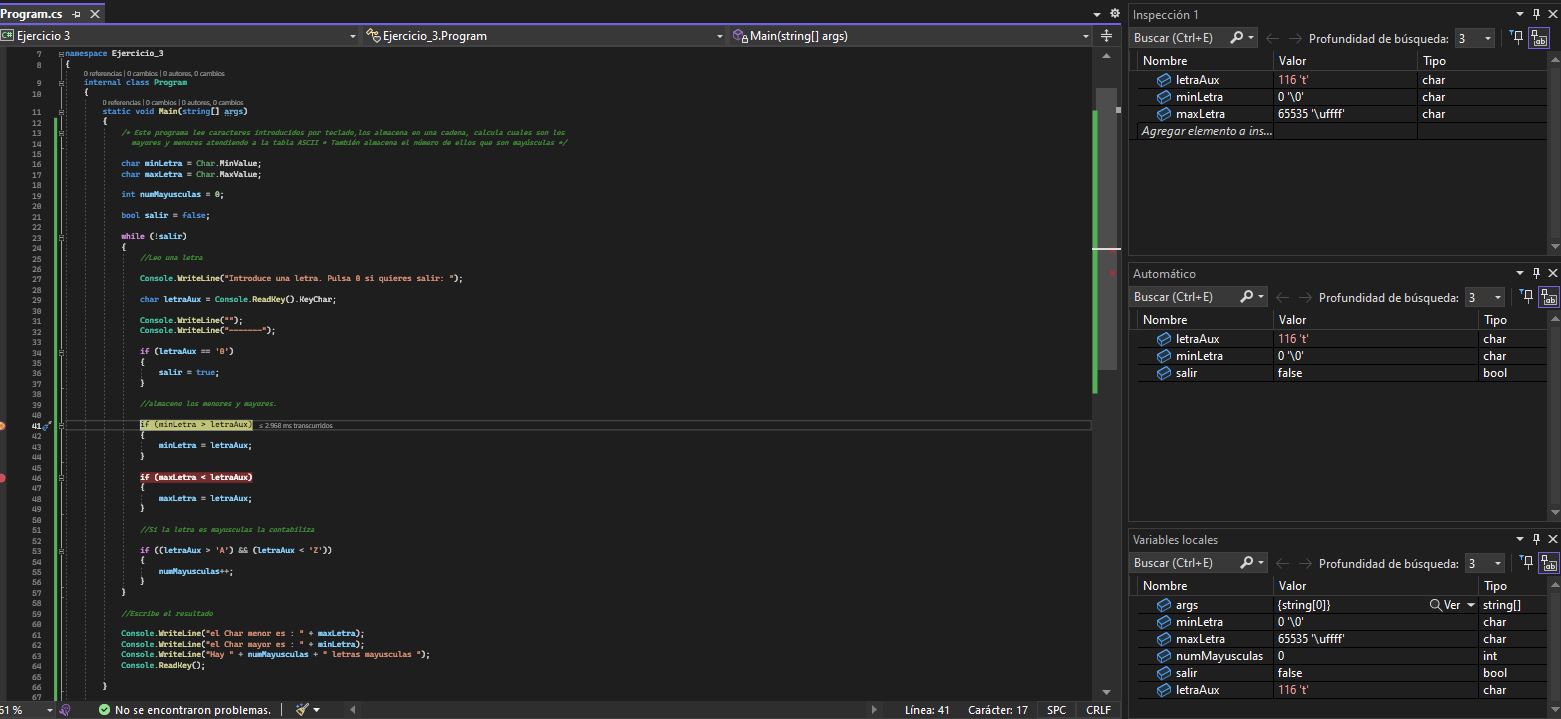 Program.cs
Ejercicio 3
Ejercicio_3.Program
Main(string[] args)
7 namespace Ejercicio_3
8 {
0 referencias | 0 cambios | 0 autores, 0 cambios
9 internal class Program
10 {
0 referencias | 0 cambios | 0 autores, 0 cambios
11 static void Main(string[] args)
12 {
13 /* Este programa lee caracteres introducidos por teclado,los almacena en una cadena, calcula cuales son los
14 mayores y menores atendiendo a la tabla ASCII * También almacena el número de ellos que son mayúsculas */
15
16 char minLetra = Char.MinValue;
17 char maxLetra = Char.MaxValue;
18
19 int numMayusculas = 0;
20
21 bool salir = false;
22
23 while (!salir)
24 {
25 //Leo una letra
26
27 Console.WriteLine("Introduce una letra. Pulsa 0 si quieres salir: ");
28
29 char letraAux = Console.ReadKey().KeyChar;
30
31 Console.WriteLine("");
32 Console.WriteLine("-------");
33
34 if (letraAux == '0')
35 {
36 salir = true;
37 }
38
39 //almaceno los menores y mayores.
40
41 if (minLetra > letraAux) ≤ 2.968 ms transcurridos
42 {
43 minLetra = letraAux;
44 }
45
46 if (maxLetra < letraAux)
47 {
48 maxLetra = letraAux;
49 }
50
51 //Si la letra es mayusculas la contabiliza
52
53 if ((letraAux > 'A') && (letraAux < 'Z'))
54 {
55 numMayusculas++;
56 }
57 }
58
59 //Escribe el resultado
60
61 Console.WriteLine("el Char menor es : " + maxLetra);
62 Console.WriteLine("el Char mayor es : " + minLetra);
63 Console.WriteLine("Hay " + numMayusculas + " letras mayusculas ");
64 Console.ReadKey();
65
66 }
67
61 %
No se encontraron problemas.
Línea: 41 Carácter: 17 SPC CRLF
Inspección 1
Buscar (Ctrl+E) Profundidad de búsqueda: 3
Nombre Valor Tipo
letraAux 116 't' char
minLetra 0 '\0' char
maxLetra 65535 '\uffff' char
Agregar elemento a ins...
Automático
Buscar (Ctrl+E) Profundidad de búsqueda: 3
Nombre Valor Tipo
letraAux 116 't' char
minLetra 0 '\0' char
salir false bool
Variables locales
Buscar (Ctrl+E) Profundidad de búsqueda: 3
Nombre Valor Tipo
args {string[0]} Ver string[]
minLetra 0 '\0' char
maxLetra 65535 '\uffff' char
numMayusculas 0 int
salir false bool
letraAux 116 't' char